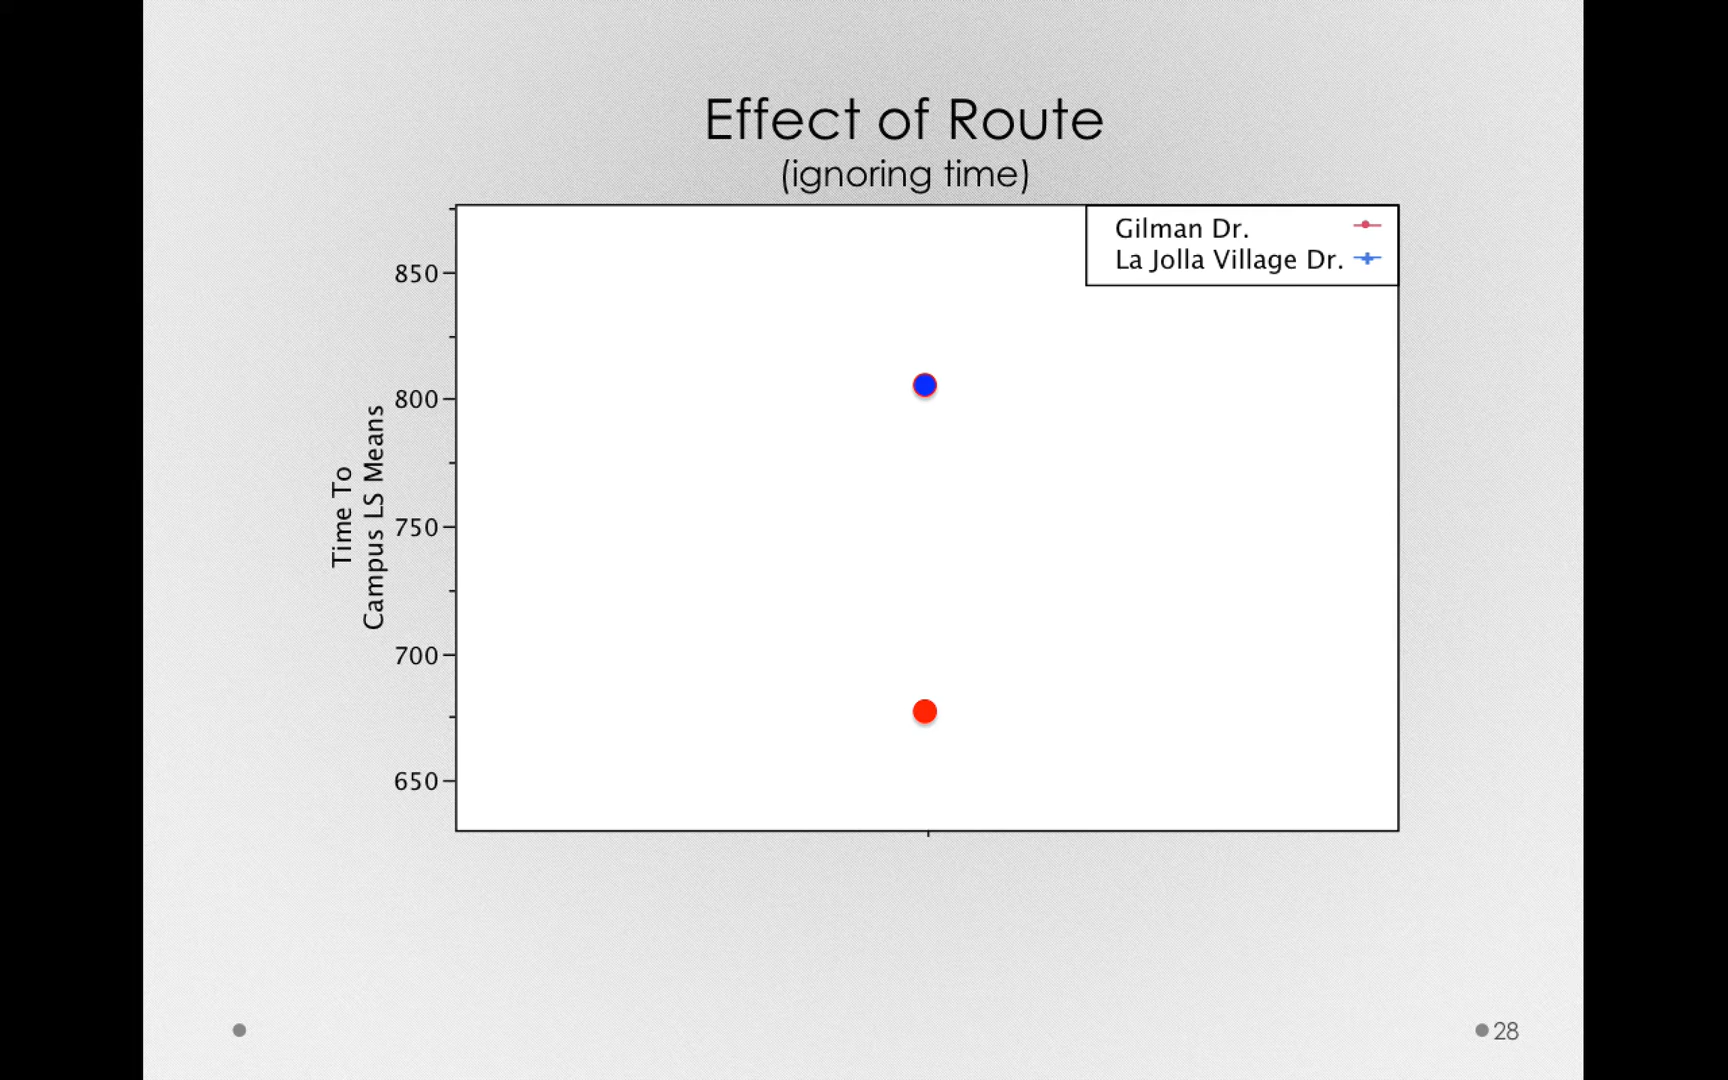 Effect of Route
(ignoring time)
Gilman Dr.
La Jolla Village Dr.
850
800
750
700
650
Time To
Campus LS Means
28